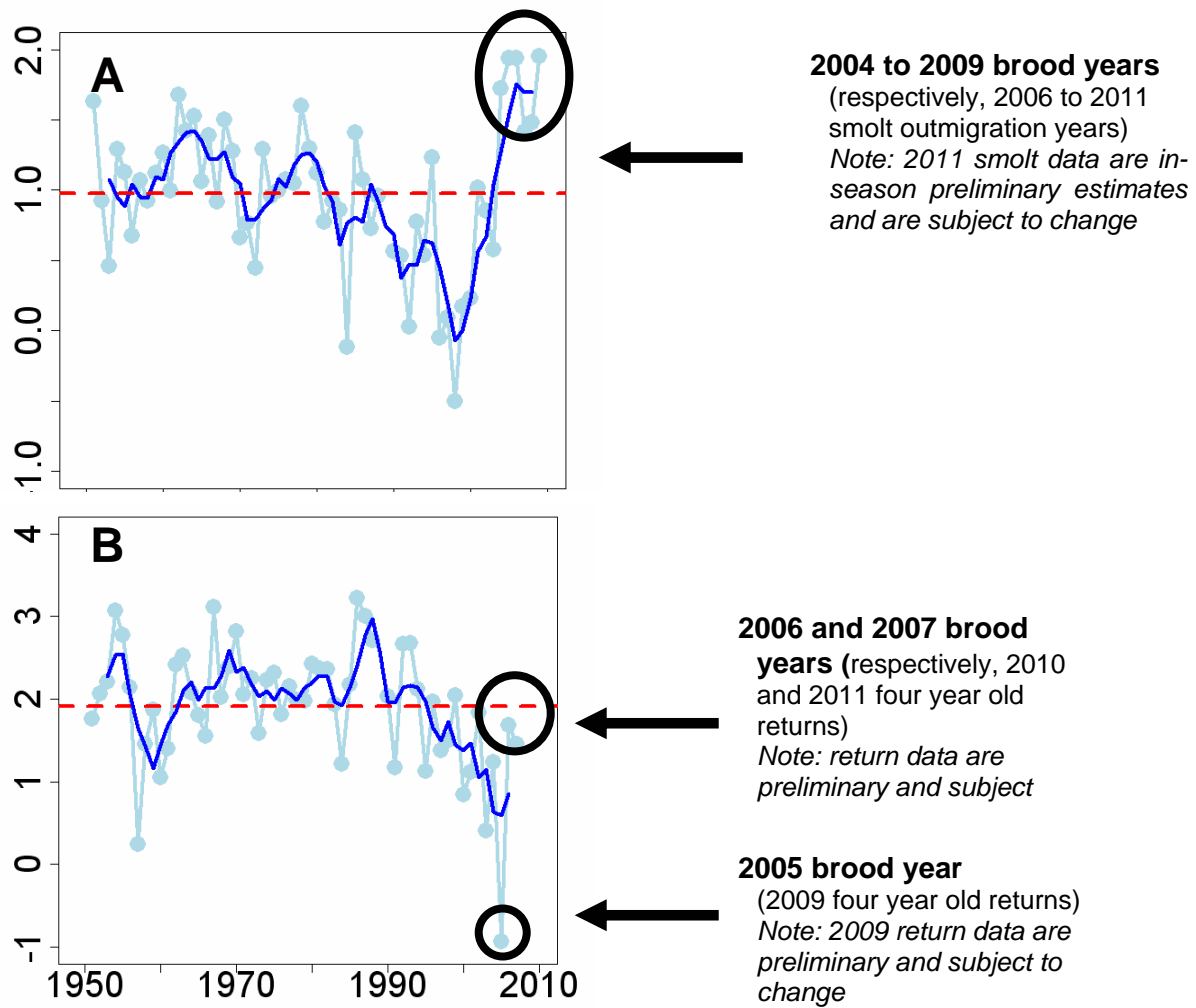 A
2.0
1.0
0.0
-1.0
2004 to 2009 brood years
(respectively, 2006 to 2011
smolt outmigration years)
Note: 2011 smolt data are in-
season preliminary estimates
and are subject to change
B
4
3
2
1
0
-1
1950
1970
1990
2010
2006 and 2007 brood
years (respectively, 2010
and 2011 four year old
returns)
Note: return data are
preliminary and subject
2005 brood year
(2009 four year old returns)
Note: 2009 return data are
preliminary and subject to
change